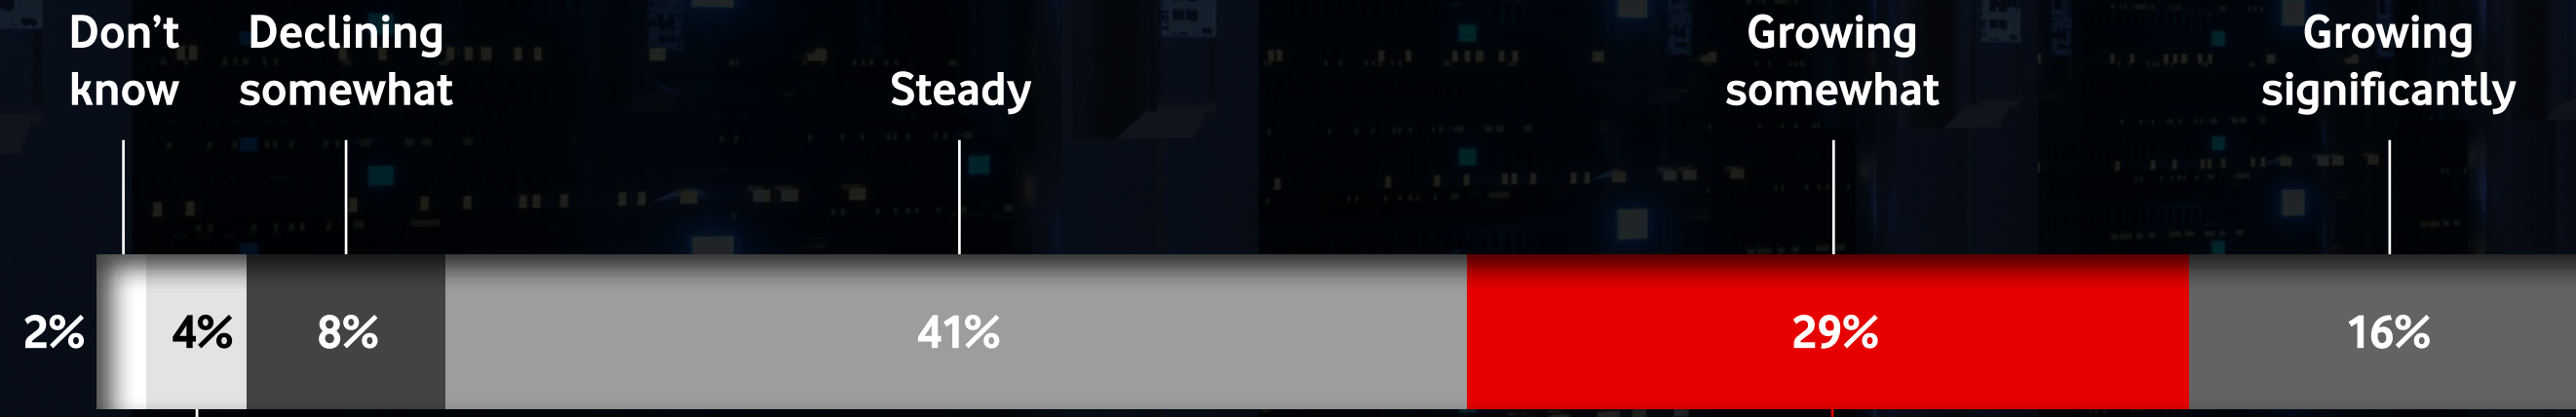 Don't
know
Declining
somewhat
Steady
Growing
somewhat
Growing
significantly
2%
4%
8%
41%
29%
16%